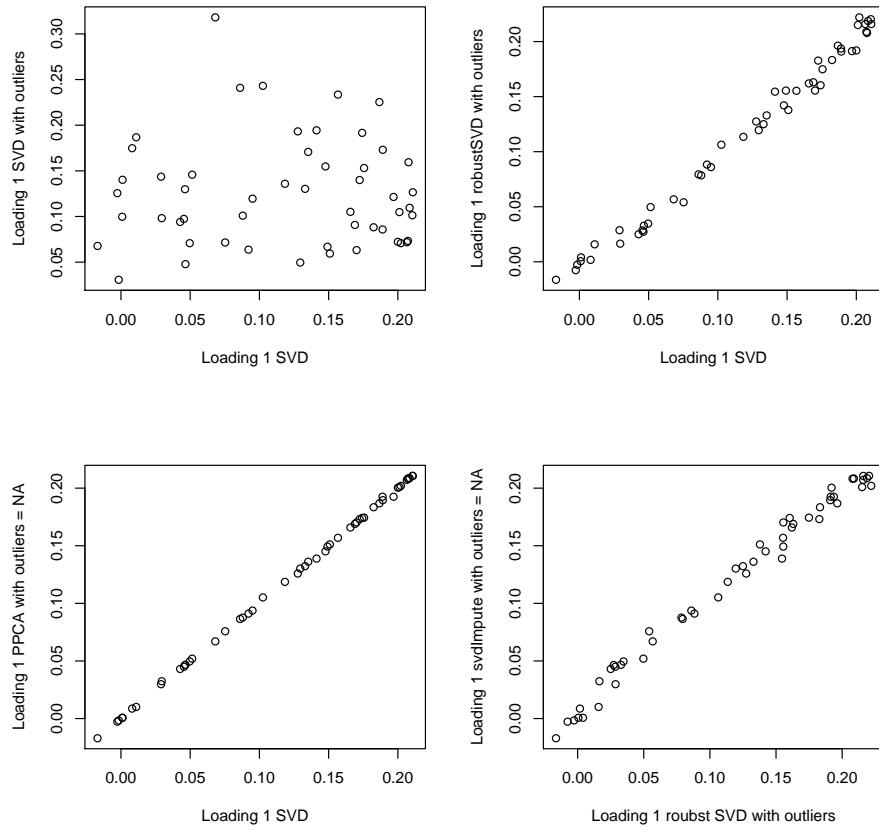 Loading 1 SVD with outliers
0.05 0.10 0.15 0.20 0.25 0.30
0.00 0.05 0.10 0.15 0.20
Loading 1 SVD
Loading 1 robustSVD with outliers
0.00 0.05 0.10 0.15 0.20
0.00 0.05 0.10 0.15 0.20
Loading 1 SVD
Loading 1 PPCA with outliers = NA
0.00 0.05 0.10 0.15 0.20
0.00 0.05 0.10 0.15 0.20
Loading 1 SVD
Loading 1 svdImpute with outliers = NA
0.00 0.05 0.10 0.15 0.20
0.00 0.05 0.10 0.15 0.20
Loading 1 roubst SVD with outliers